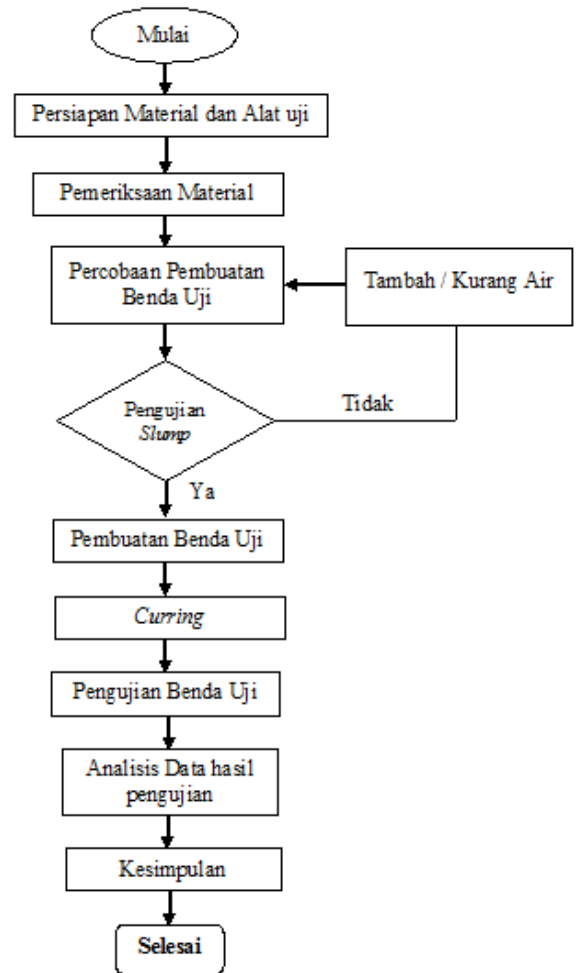 Mulai
Persiapan Material dan Alat uji
Pemeriksaan Material
Percobaan Pembuatan
Benda Uji
Tambah / Kurang Air
Pengujian
Slump
Tidak
Ya
Pembuatan Benda Uji
Curring
Pengujian Benda Uji
Analisis Data hasil
pengujian
Kesimpulan
Selesai